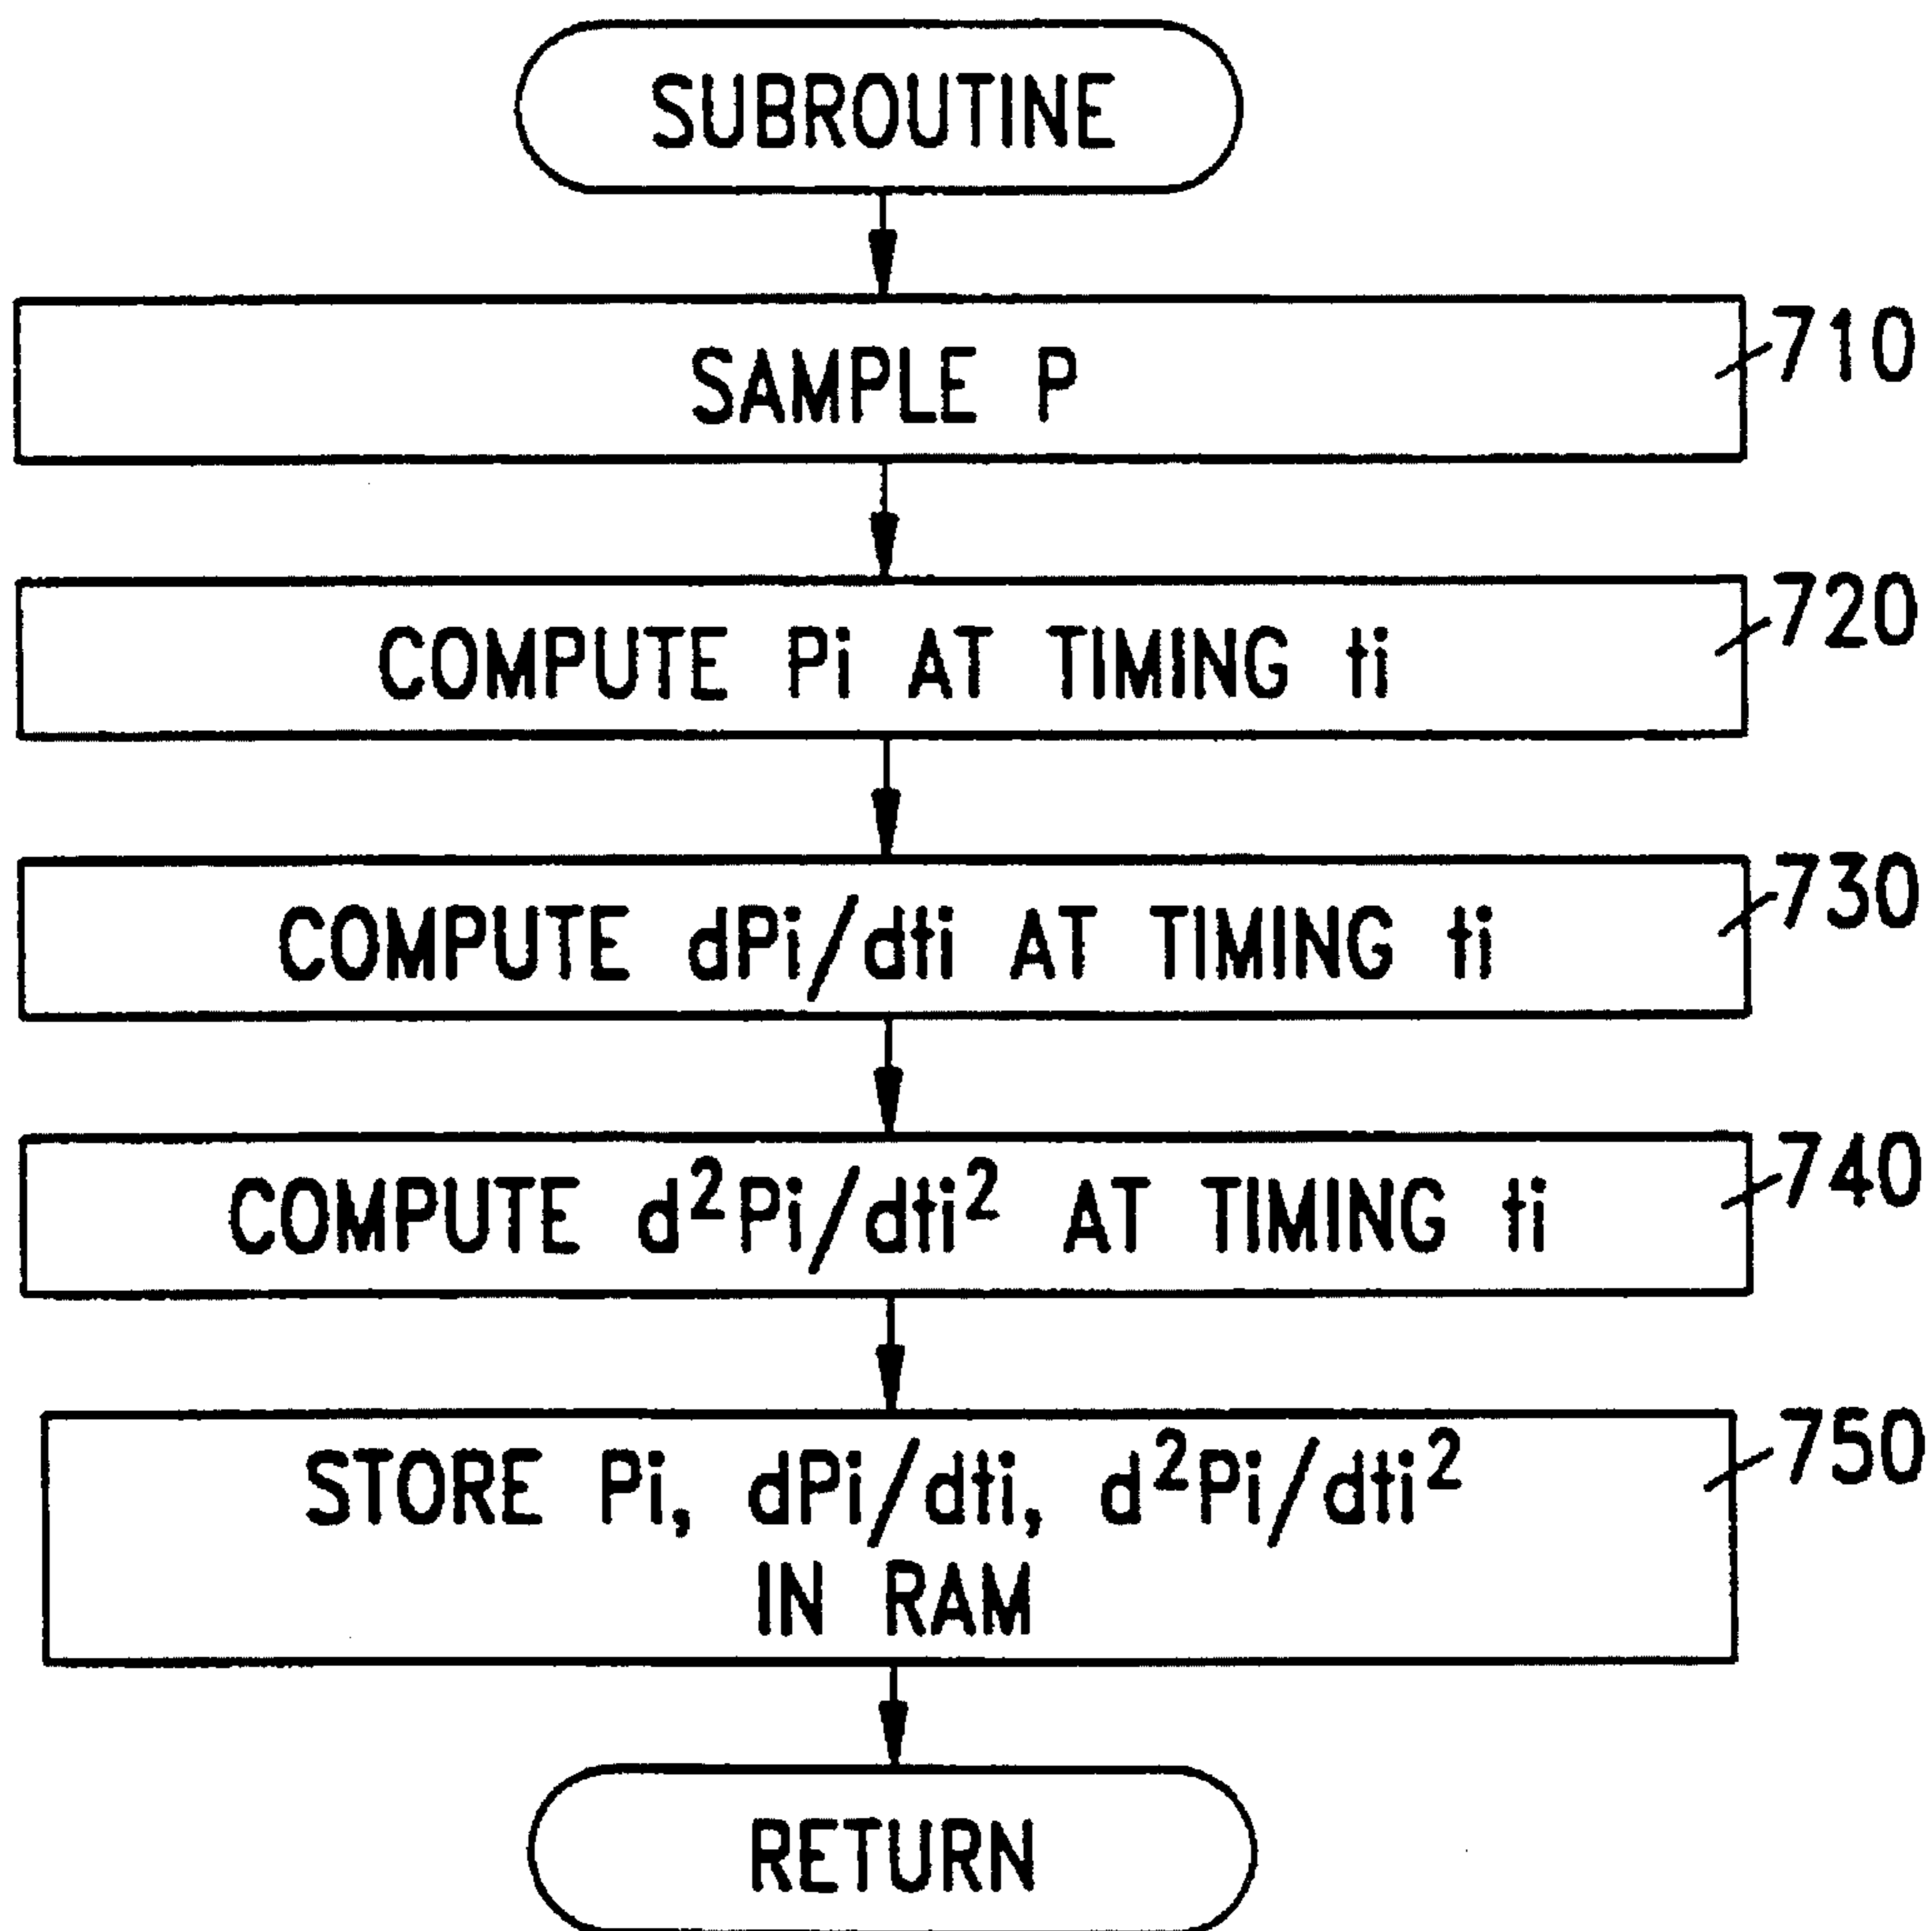 SUBROUTINE
SAMPLE P
710
COMPUTE Pi AT TIMING ti
720
COMPUTE dPi/dti AT TIMING ti
730
COMPUTE d²Pi/dti² AT TIMING ti
740
STORE Pi, dPi/dti, d²Pi/dti²
IN RAM
750
RETURN